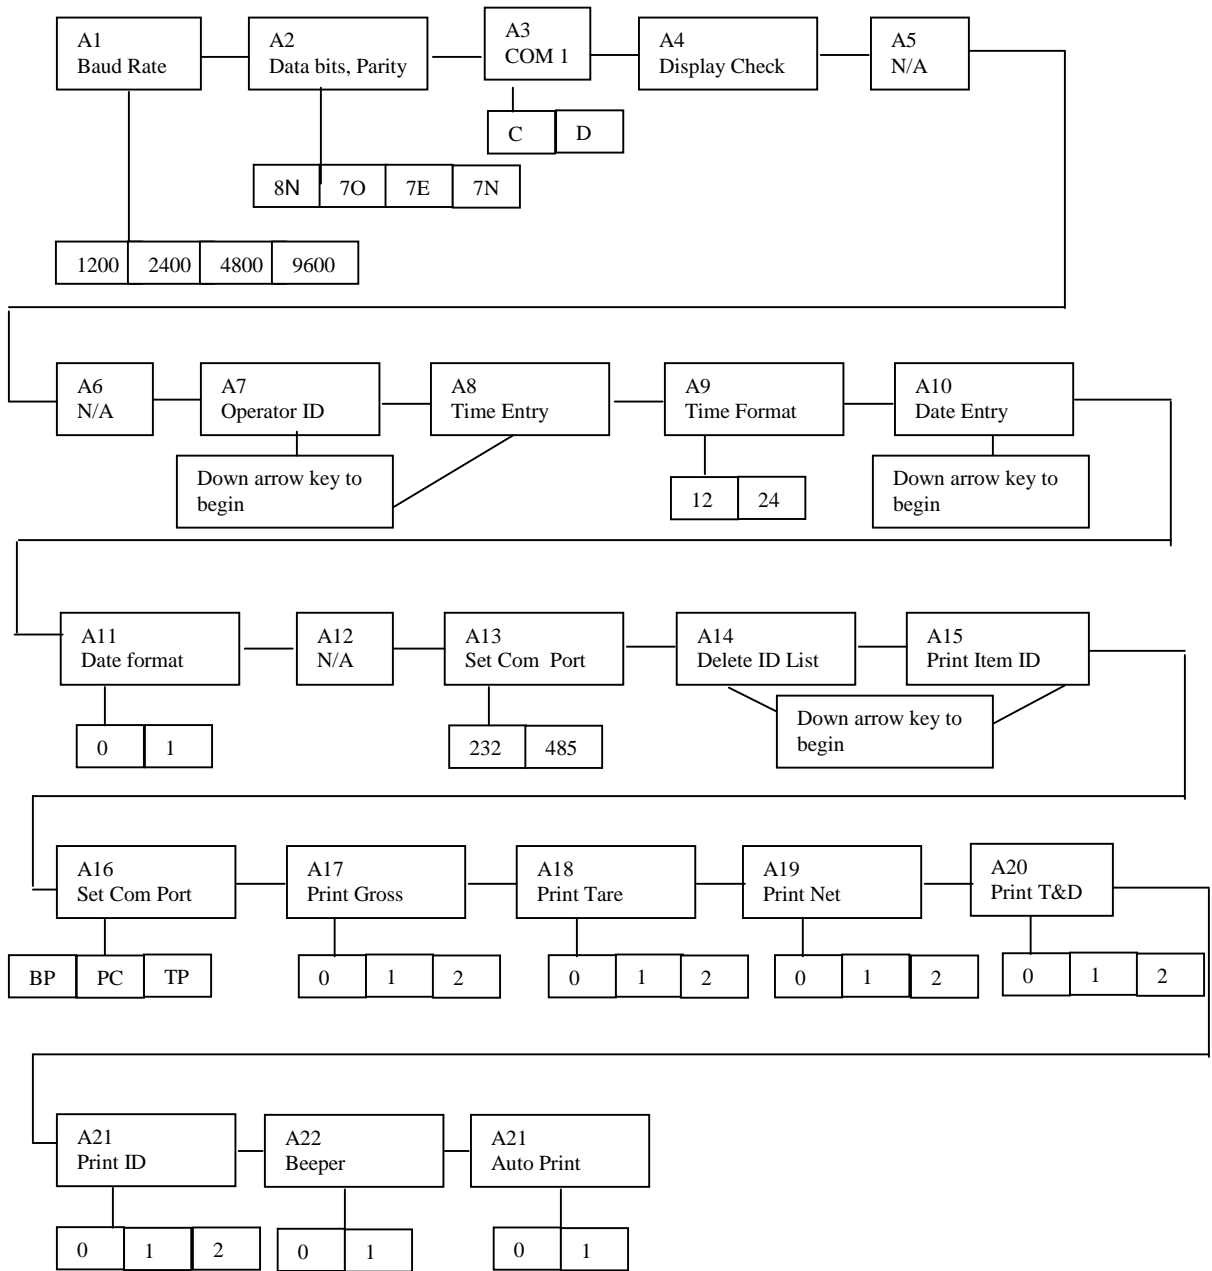 A1
Baud Rate
A2
Data bits, Parity
A3
COM 1
A4
Display Check
A5
N/A
C D
8N 7O 7E 7N
1200 2400 4800 9600
A6
N/A
A7
Operator ID
A8
Time Entry
A9
Time Format
A10
Date Entry
Down arrow key to
begin
12 24
Down arrow key to
begin
A11
Date format
A12
N/A
A13
Set Com Port
A14
Delete ID List
A15
Print Item ID
0 1
232 485
Down arrow key to
begin
A16
Set Com Port
A17
Print Gross
A18
Print Tare
A19
Print Net
A20
Print T&D
BP PC TP
0 1 2
0 1 2
0 1 2
0 1 2
A21
Print ID
A22
Beeper
A21
Auto Print
0 1 2
0 1
0 1